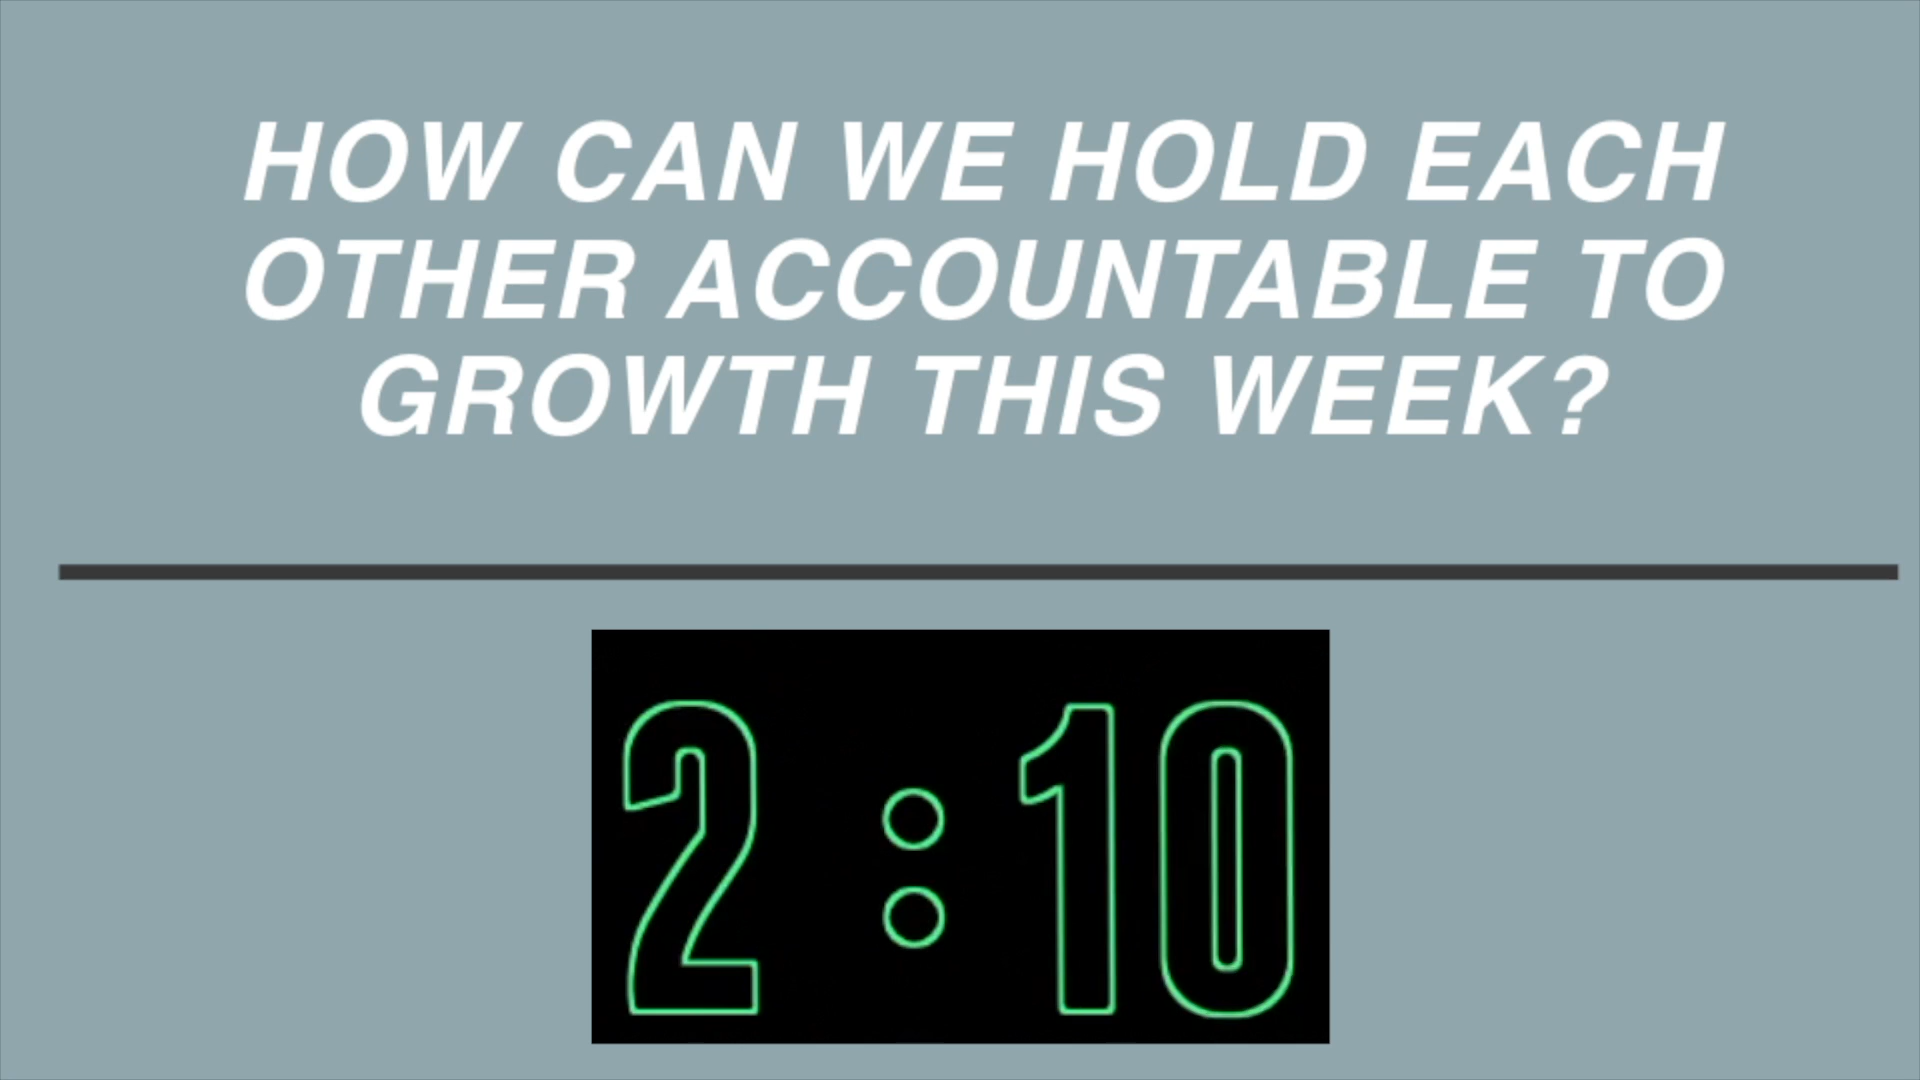 HOW CAN WE HOLD EACH
OTHER ACCOUNTABLE TO
GROWTH THIS WEEK?
2:10